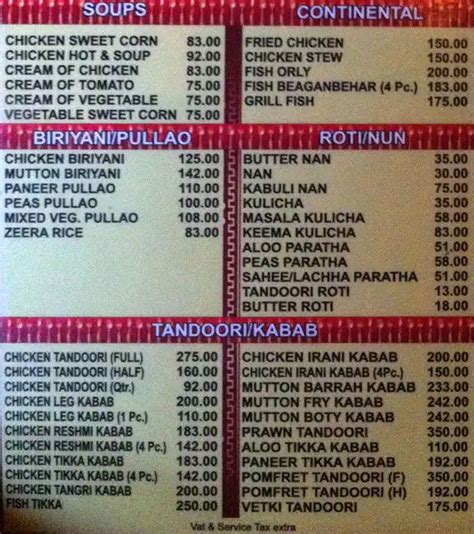 SOUPS
CHICKEN SWEET CORN 83.00
CHICKEN HOT & SOUP 92.00
CREAM OF CHICKEN 83.00
CREAM OF TOMATO 75.00
CREAM OF VEGETABLE 75.00
VEGETABLE SWEET CORN 75.00
CONTINENTAL
FRIED CHICKEN 150.00
CHICKEN STEW 150.00
FISH ORLY 200.00
FISH BEAGANBEHAR (4 Pc.) 183.00
GRILL FISH 175.00
BIRIYANI/PULLAO
CHICKEN BIRIYANI 125.00
MUTTON BIRIYANI 142.00
PANEER PULLAO 110.00
PEAS PULLAO 100.00
MIXED VEG. PULLAO 108.00
ZEERA RICE 83.00
ROTI/NUN
BUTTER NAN 35.00
NAN 30.00
KABULI NAN 75.00
KULICHA 35.00
MASALA KULICHA 58.00
KEEMA KULICHA 83.00
ALOO PARATHA 51.00
PEAS PARATHA 58.00
SAHEE/LACHHA PARATHA 51.00
TANDOORI ROTI 13.00
BUTTER ROTI 18.00
TANDOORI/KABAB
CHICKEN TANDOORI (FULL) 275.00
CHICKEN TANDOORI (HALF) 160.00
CHICKEN TANDOORI (Qtr.) 92.00
CHICKEN LEG KABAB 200.00
CHICKEN LEG KABAB (1 Pc.) 110.00
CHICKEN RESHMI KABAB 183.00
CHICKEN RESHMI KABAB (4 Pc.) 142.00
CHICKEN TIKKA KABAB 183.00
CHICKEN TIKKA KABAB (4 Pc.) 142.00
CHICKEN TANGRI KABAB 200.00
FISH TIKKA 250.00
CHICKEN IRANI KABAB 200.00
CHICKEN IRANI KABAB (4Pc.) 150.00
MUTTON BARRAH KABAB 233.00
MUTTON FRY KABAB 242.00
MUTTON BOTY KABAB 242.00
PRAWN TANDOORI 350.00
ALOO TIKKA KABAB 110.00
PANEER TIKKA KABAB 192.00
POMFRET TANDOORI (F) 350.00
POMFRET TANDOORI (H) 192.00
VETKI TANDOORI 175.00
Vat & Service Tax extra